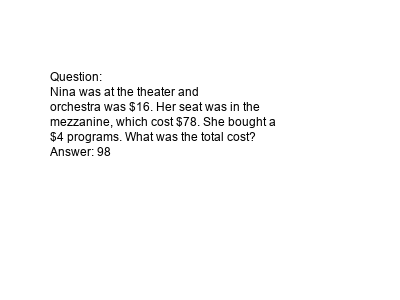 Question:
Nina was at the theater and
orchestra was $16. Her seat was in the
mezzanine, which cost $78. She bought a
$4 programs. What was the total cost?
Answer: 98